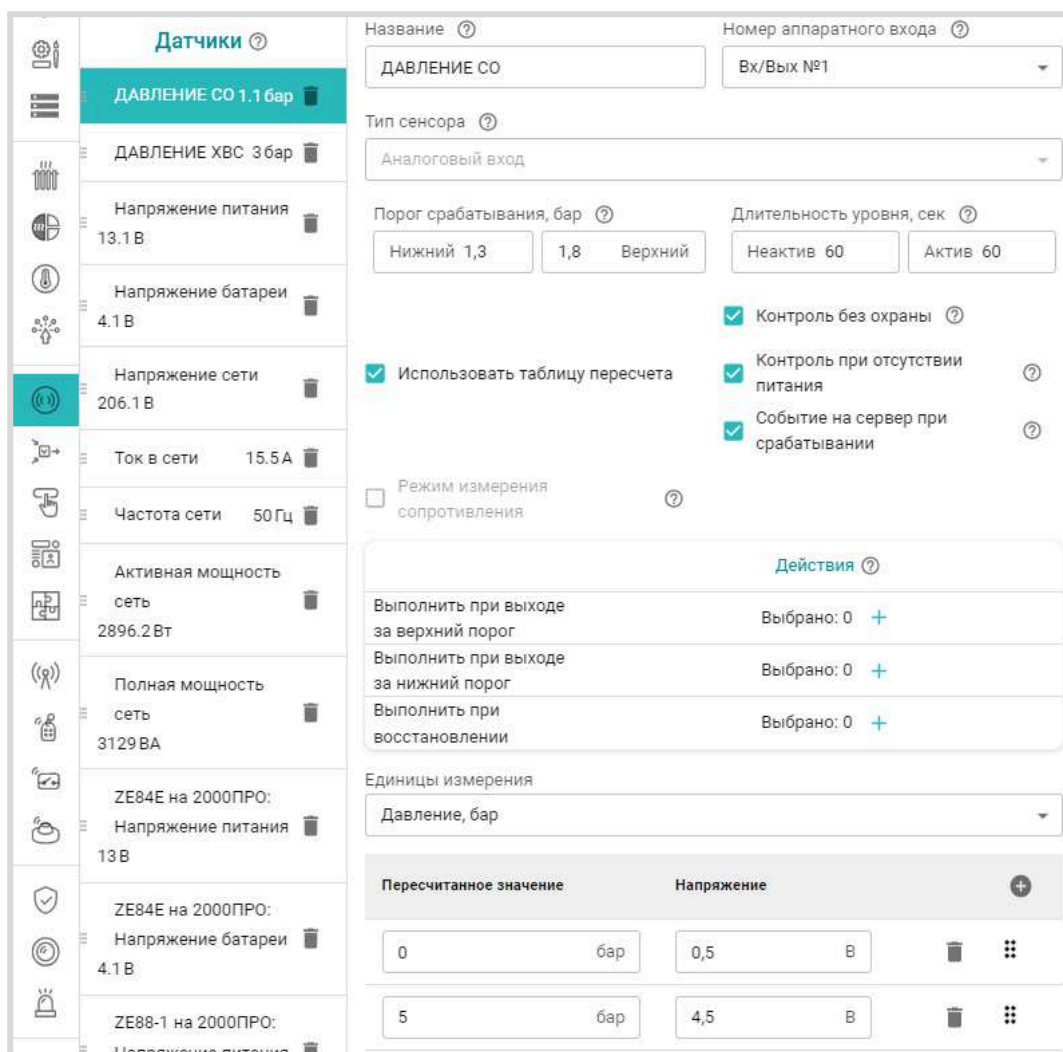 Датчики
ДАВЛЕНИЕ СО 1.1 бар
ДАВЛЕНИЕ ХВС 3 бар
Напряжение питания
13.1 В
Напряжение батареи
4.1 В
Напряжение сети
206.1 В
Ток в сети 15.5 А
Частота сети 50 Гц
Активная мощность
сеть
2896.2 Вт
Полная мощность
сеть
3129 ВА
ZE84E на 2000ПРО:
Напряжение питания
13 В
ZE84E на 2000ПРО:
Напряжение батареи
4.1 В
ZE88-1 на 2000ПРО:
Напряжение питания
Название
ДАВЛЕНИЕ СО
Номер аппаратного входа
Вх/Вых №1
Тип сенсора
Аналоговый вход
Порог срабатывания, бар
Нижний 1,3
1,8 Верхний
Длительность уровня, сек
Неактив 60
Актив 60
Контроль без охраны
Использовать таблицу пересчета
Контроль при отсутствии
питания
Событие на сервер при
срабатывании
Режим измерения
сопротивления
Действия
Выполнить при выходе
за верхний порог
Выбрано: 0 +
Выполнить при выходе
за нижний порог
Выбрано: 0 +
Выполнить при
восстановлении
Выбрано: 0 +
Единицы измерения
Давление, бар
Пересчитанное значение Напряжение
0 бар 0,5 В
5 бар 4,5 В